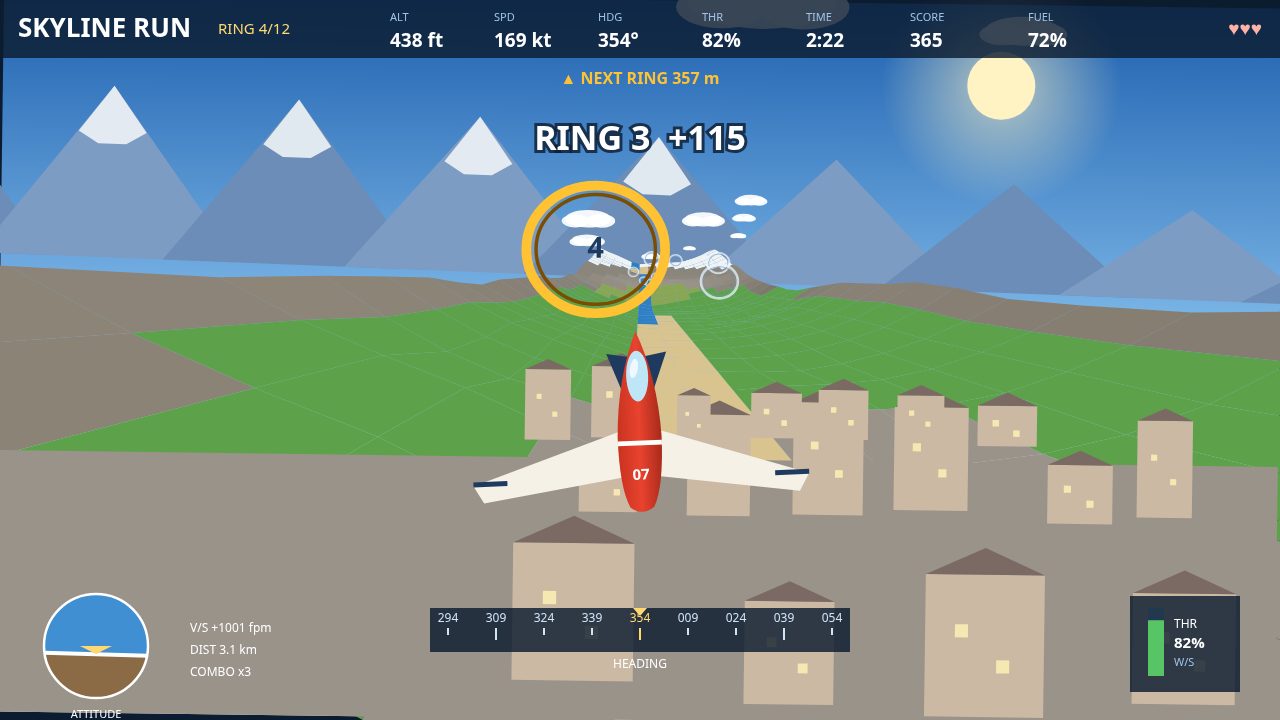 SKYLINE RUN
RING 4/12
ALT
438 ft
SPD
169 kt
HDG
354°
THR
82%
TIME
2:22
SCORE
365
FUEL
72%
♥♥♥
▲ NEXT RING 357 m
RING 3 +115
4
07
V/S +1001 fpm
DIST 3.1 km
COMBO x3
ATTITUDE
294 309 324 339 354 009 024 039 054
HEADING
THR
82%
W/S